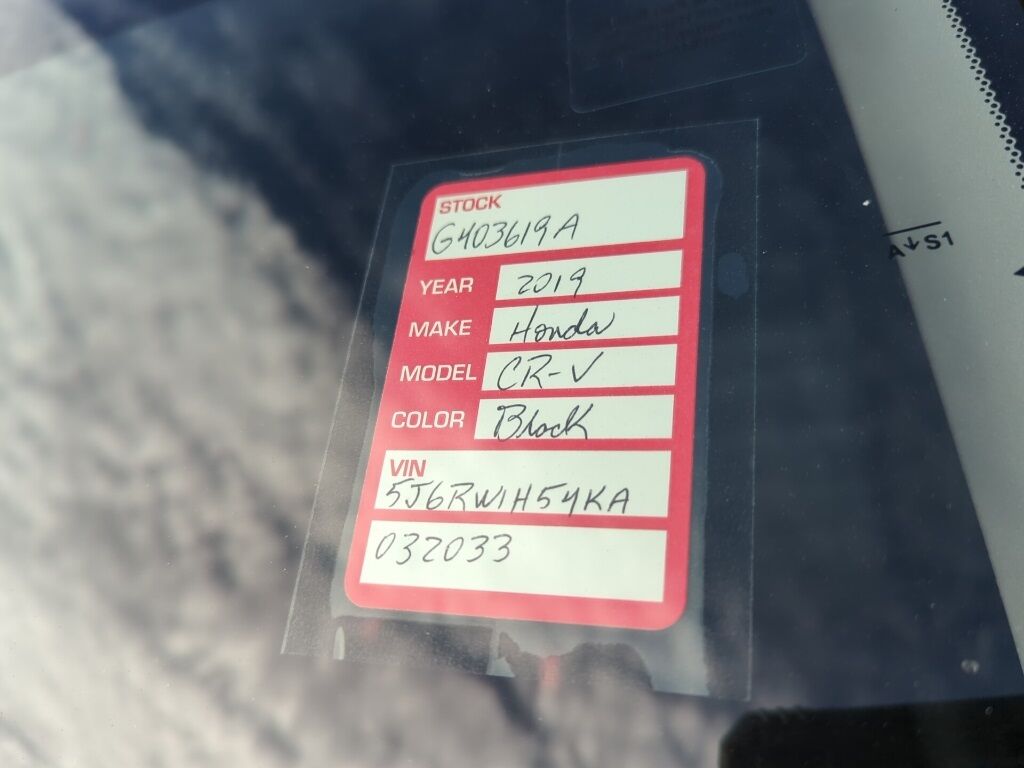 STOCK
G403619A
YEAR 2019
MAKE Honda
MODEL CR-V
COLOR Black
VIN
5J6RW1H54KA
032033
A↓S1